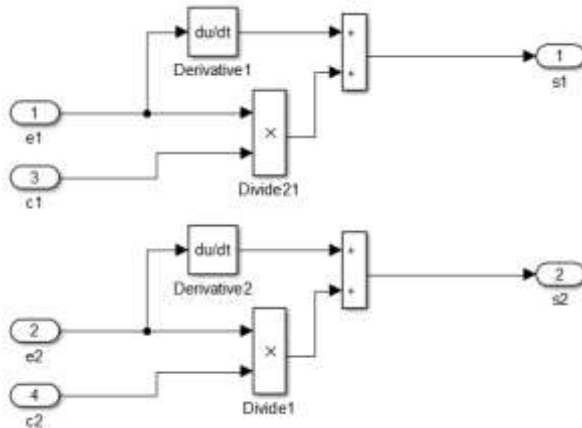 du/dt
+
1
Derivative1
s1
+
1
e1
×
3
c1
Divide21
du/dt
+
2
Derivative2
s2
+
2
e2
×
4
c2
Divide1